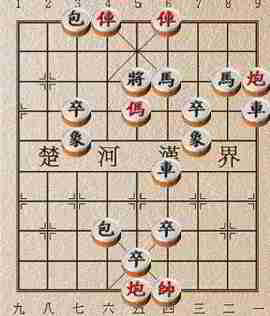 1 2 3 4 5 6 7 8 9
包 俥 俥
將 馬 馬 炮
卒 傌 卒 車
象 象
楚 河 漢 界
車
包 卒
卒
炮 帥
九 八 七 六 五 四 三 二 一